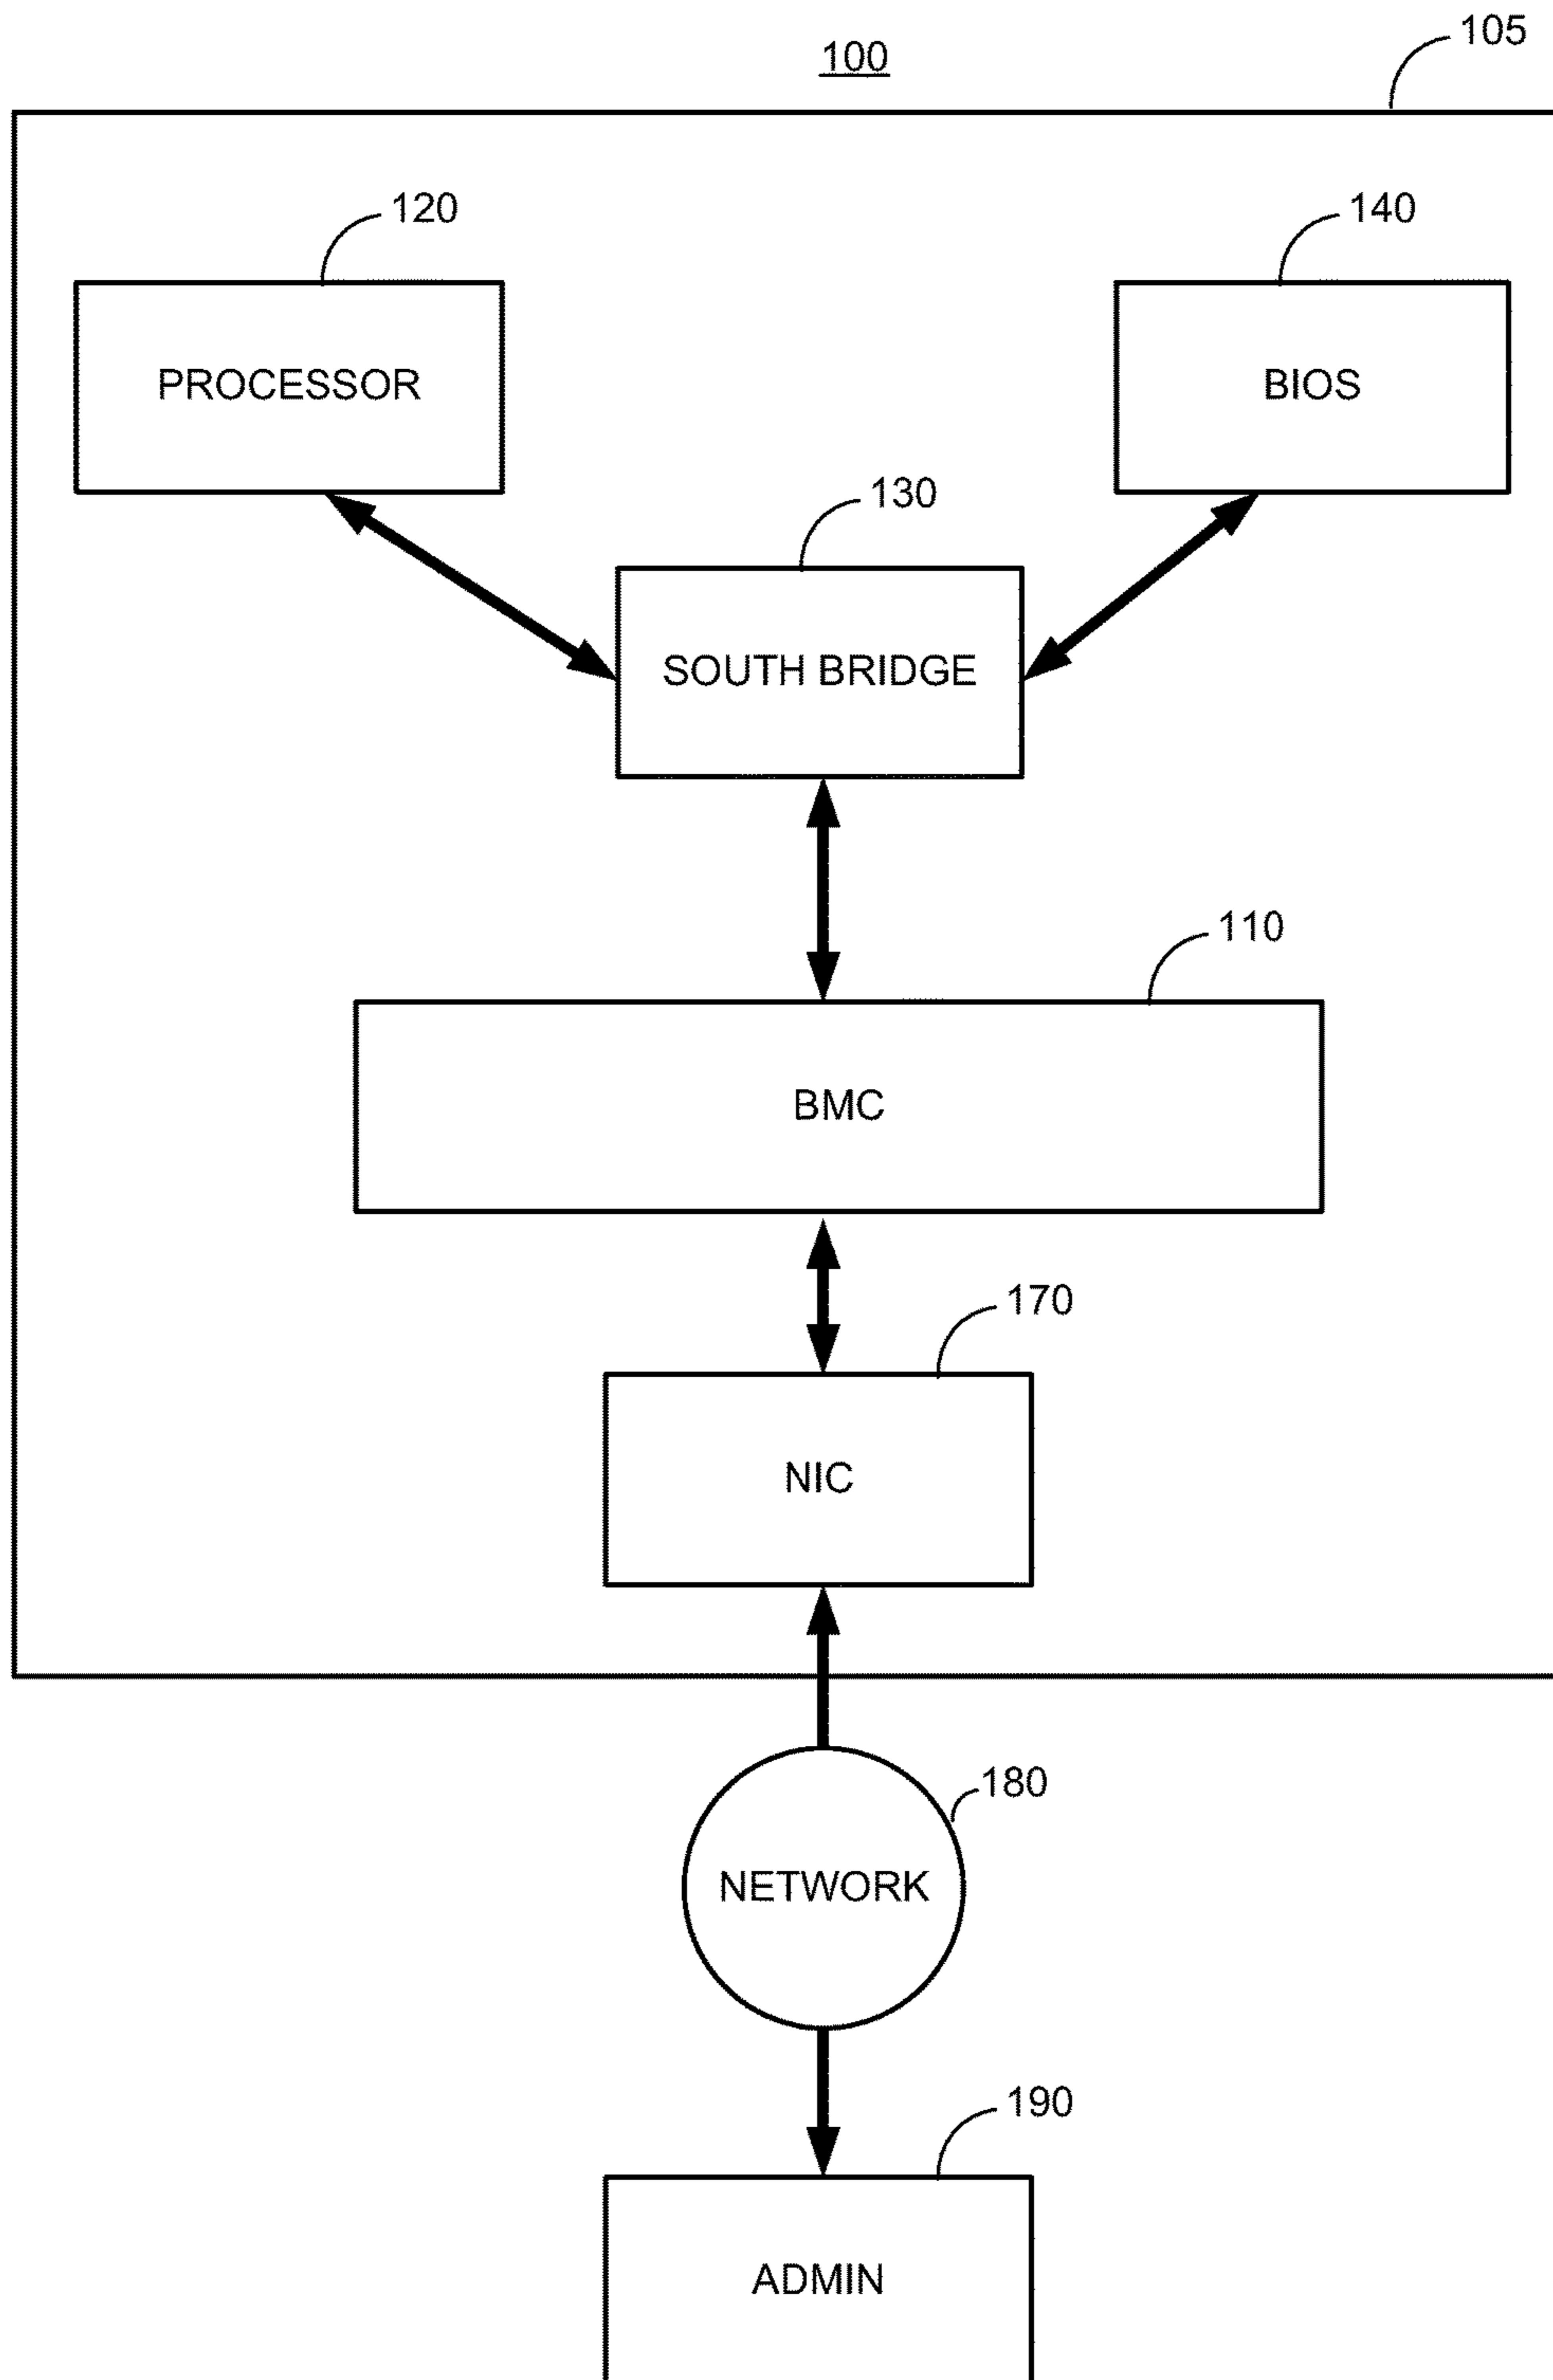 105
100
120
140
PROCESSOR
BIOS
130
SOUTH BRIDGE
110
BMC
170
NIC
180
NETWORK
190
ADMIN